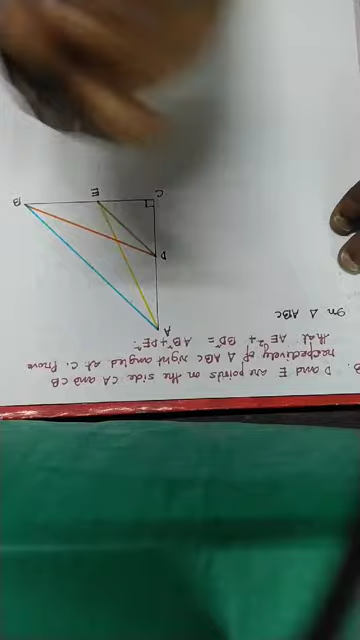 D and E are points on the side CA and CB
respectively of Δ ABC right angled at C. Prove
that AE² + BD² = AB² + DE²
In Δ ABC
A
D
C
E
B